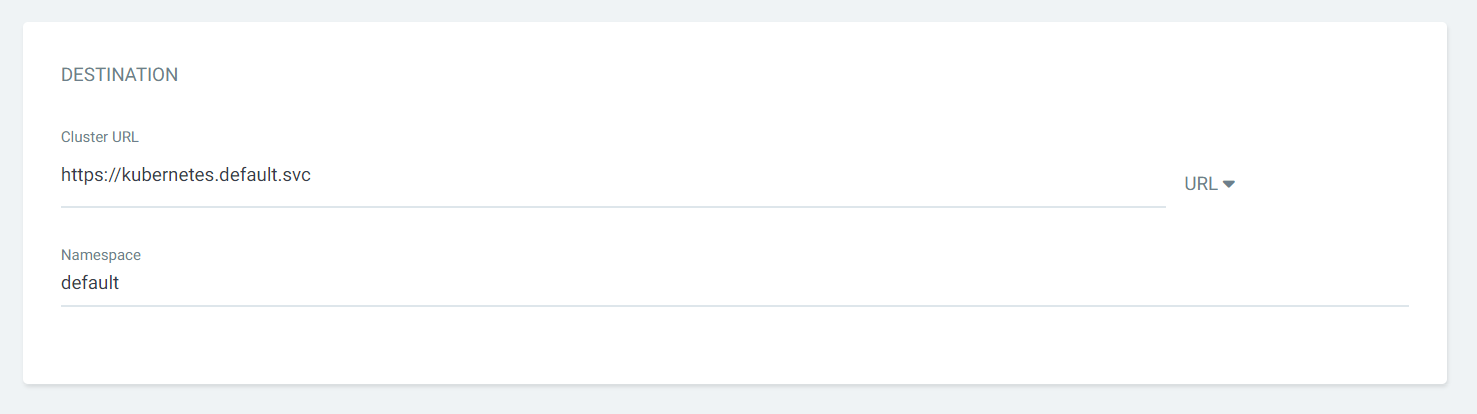 DESTINATION
Cluster URL
https://kubernetes.default.svc
URL
Namespace
default